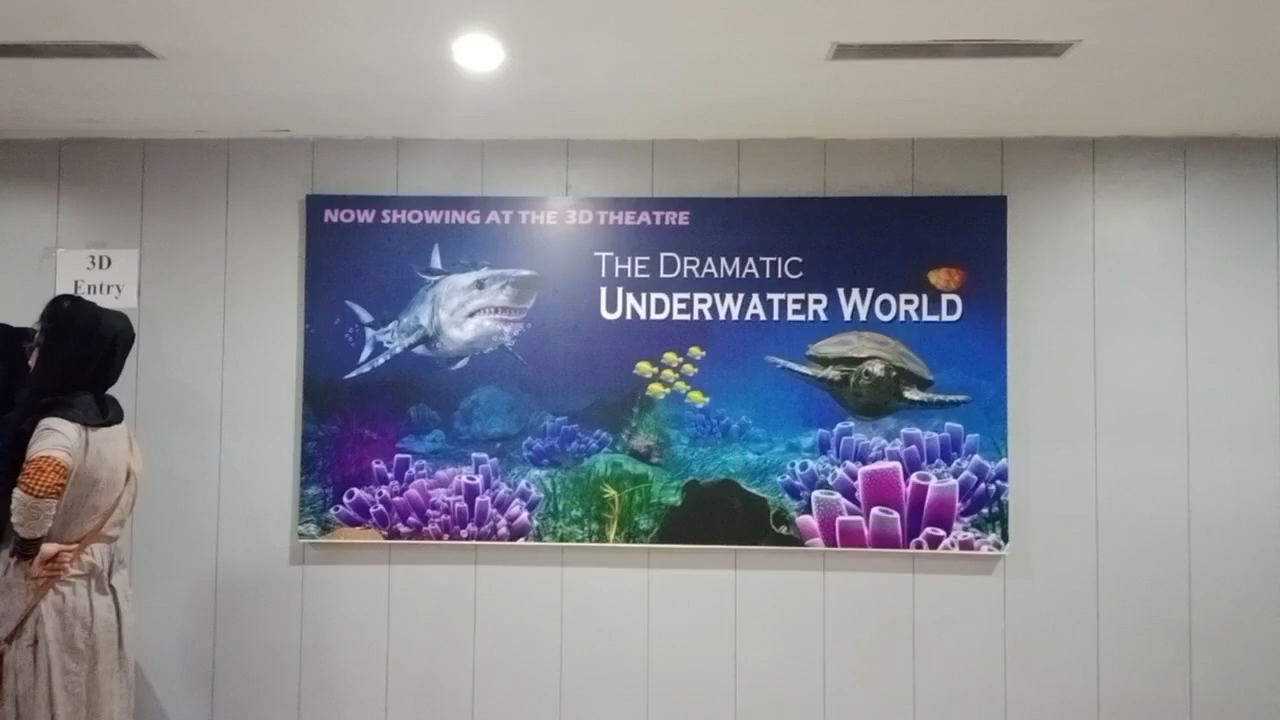 NOW SHOWING AT THE 3D THEATRE
THE DRAMATIC
UNDERWATER WORLD
3D
Entry